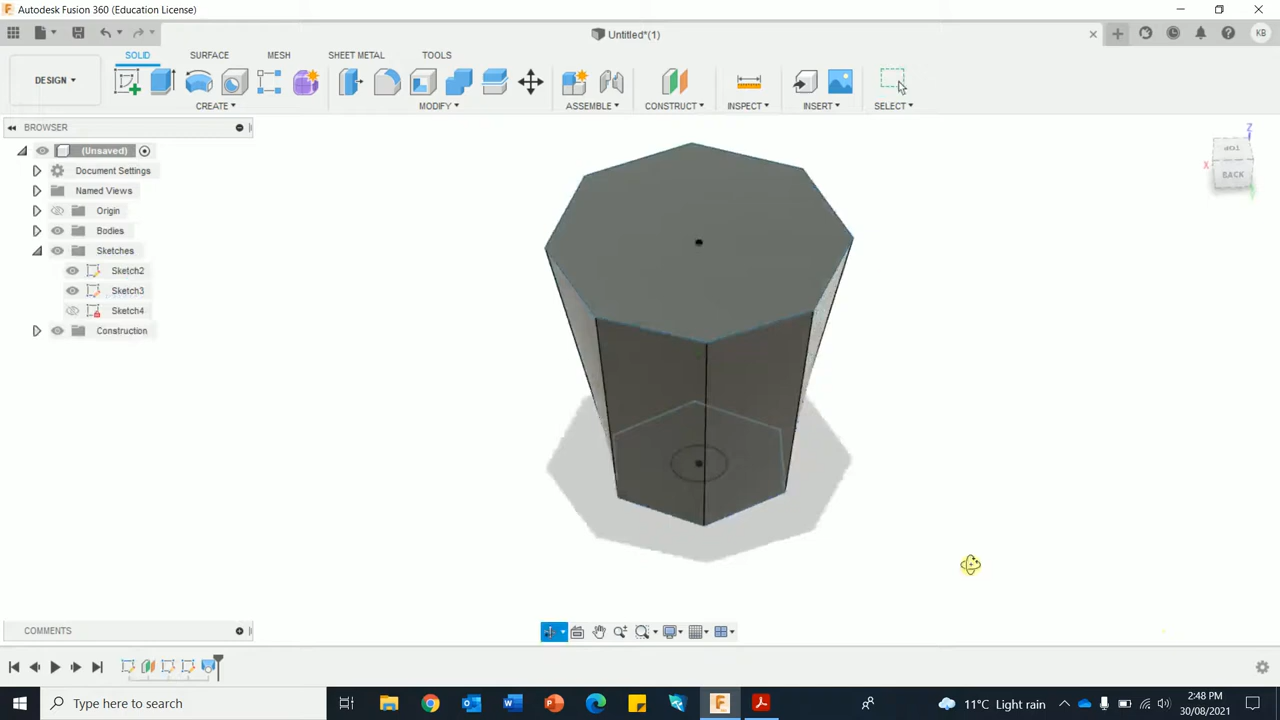 Autodesk Fusion 360 (Education License)
Untitled*(1)
KB
SOLID SURFACE MESH SHEET METAL TOOLS
DESIGN
CREATE MODIFY ASSEMBLE CONSTRUCT INSPECT INSERT SELECT
BROWSER
(Unsaved)
Document Settings
Named Views
Origin
Bodies
Sketches
Sketch2
Sketch3
Sketch4
Construction
Z
TOP
X
BACK
COMMENTS
Type here to search
11°C Light rain
2:48 PM
30/08/2021